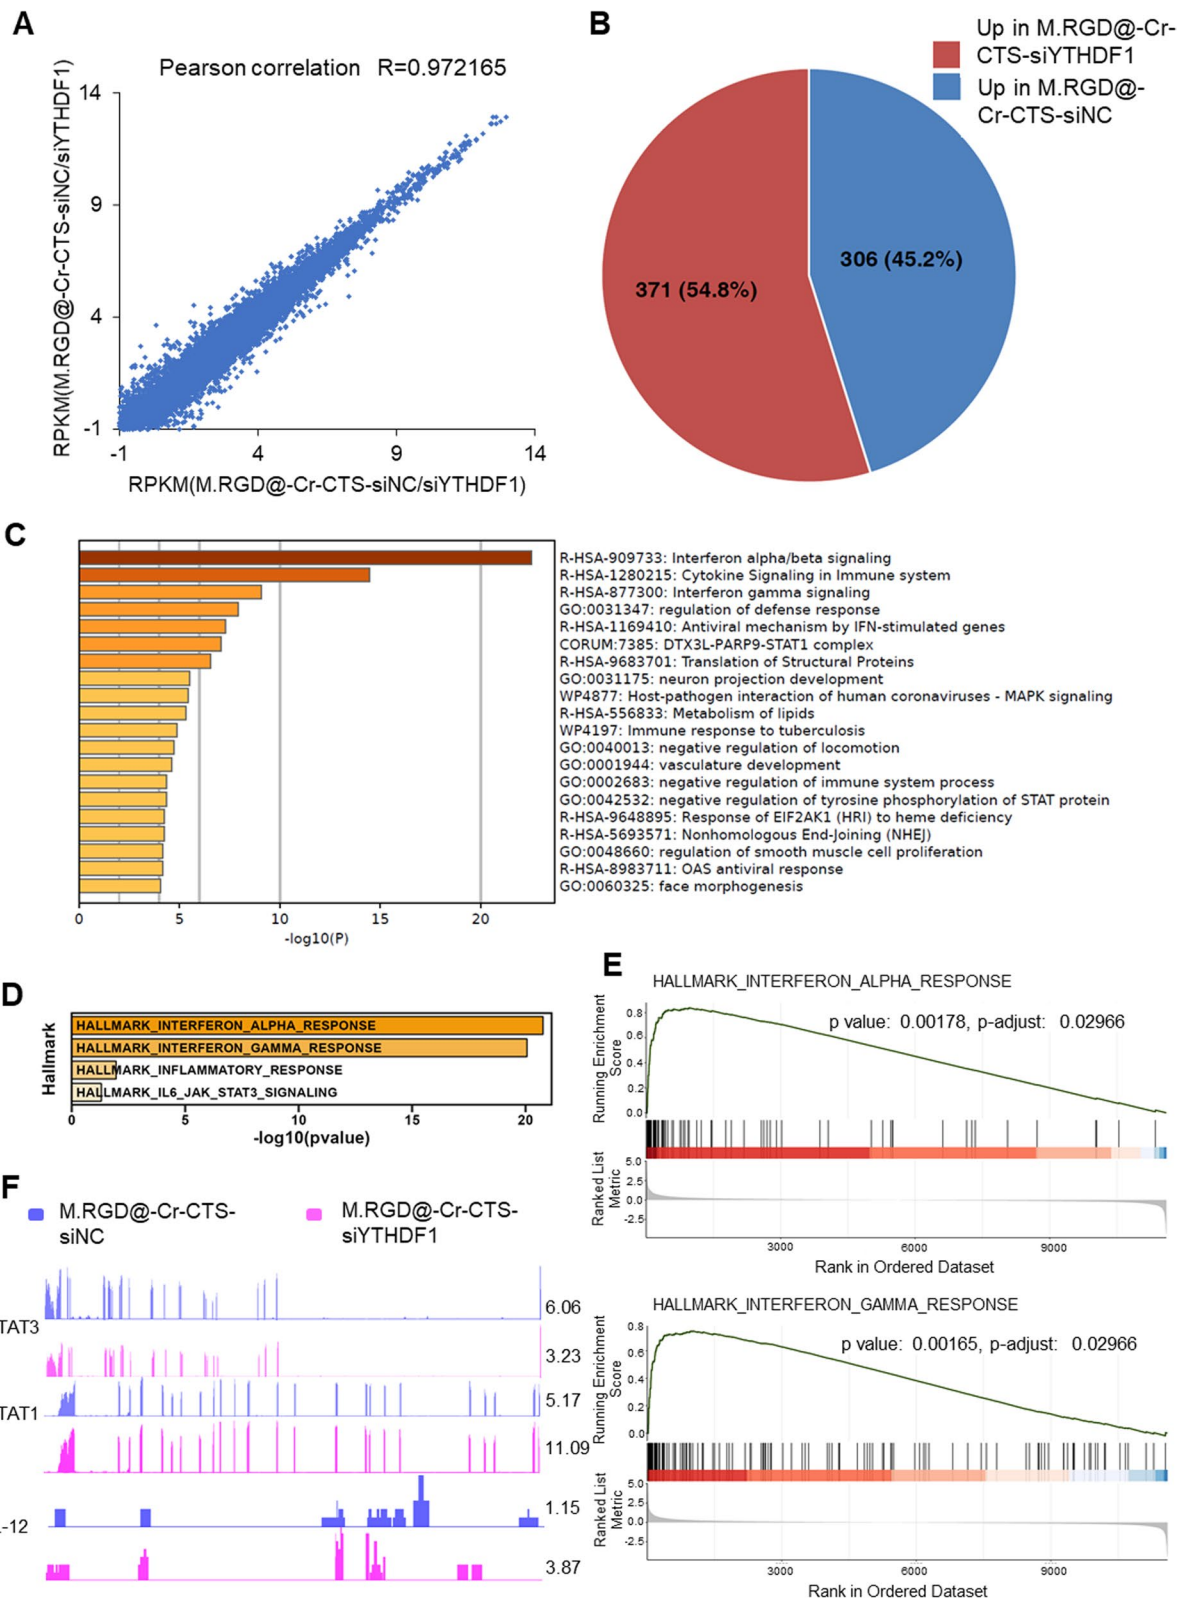 A
Pearson correlation R=0.972165
RPKM(M.RGD@-Cr-CTS-siNC/siYTHDF1)
14
9
4
-1
-1 4 9 14
RPKM(M.RGD@-Cr-CTS-siNC/siYTHDF1)
B
Up in M.RGD@-Cr-
CTS-siYTHDF1
Up in M.RGD@-
Cr-CTS-siNC
371 (54.8%)
306 (45.2%)
C
R-HSA-909733: Interferon alpha/beta signaling
R-HSA-1280215: Cytokine Signaling in Immune system
R-HSA-877300: Interferon gamma signaling
GO:0031347: regulation of defense response
R-HSA-1169410: Antiviral mechanism by IFN-stimulated genes
CORUM:7385: DTX3L-PARP9-STAT1 complex
R-HSA-9683701: Translation of Structural Proteins
GO:0031175: neuron projection development
WP4877: Host-pathogen interaction of human coronaviruses - MAPK signaling
R-HSA-556833: Metabolism of lipids
WP4197: Immune response to tuberculosis
GO:0040013: negative regulation of locomotion
GO:0001944: vasculature development
GO:0002683: negative regulation of immune system process
GO:0042532: negative regulation of tyrosine phosphorylation of STAT protein
R-HSA-9648895: Response of EIF2AK1 (HRI) to heme deficiency
R-HSA-5693571: Nonhomologous End-Joining (NHEJ)
GO:0048660: regulation of smooth muscle cell proliferation
R-HSA-8983711: OAS antiviral response
GO:0060325: face morphogenesis
0 5 10 15 20
-log10(P)
D
Hallmark
HALLMARK_INTERFERON_ALPHA_RESPONSE
HALLMARK_INTERFERON_GAMMA_RESPONSE
HALLMARK_INFLAMMATORY_RESPONSE
HALLMARK_IL6_JAK_STAT3_SIGNALING
0 5 10 15 20
-log10(pvalue)
E
HALLMARK_INTERFERON_ALPHA_RESPONSE
p value: 0.00178, p-adjust: 0.02966
Running Enrichment
Score
0.8
0.6
0.4
0.2
0.0
Ranked List
Metric
5.0
2.5
0.0
-2.5
3000 6000 9000
Rank in Ordered Dataset
HALLMARK_INTERFERON_GAMMA_RESPONSE
p value: 0.00165, p-adjust: 0.02966
Running Enrichment
Score
0.8
0.6
0.4
0.2
0.0
Ranked List
Metric
5.0
2.5
0.0
-2.5
3000 6000 9000
Rank in Ordered Dataset
F
M.RGD@-Cr-CTS-
siNC
M.RGD@-Cr-CTS-
siYTHDF1
6.06
TAT3
3.23
5.17
TAT1
11.09
1.15
-12
3.87